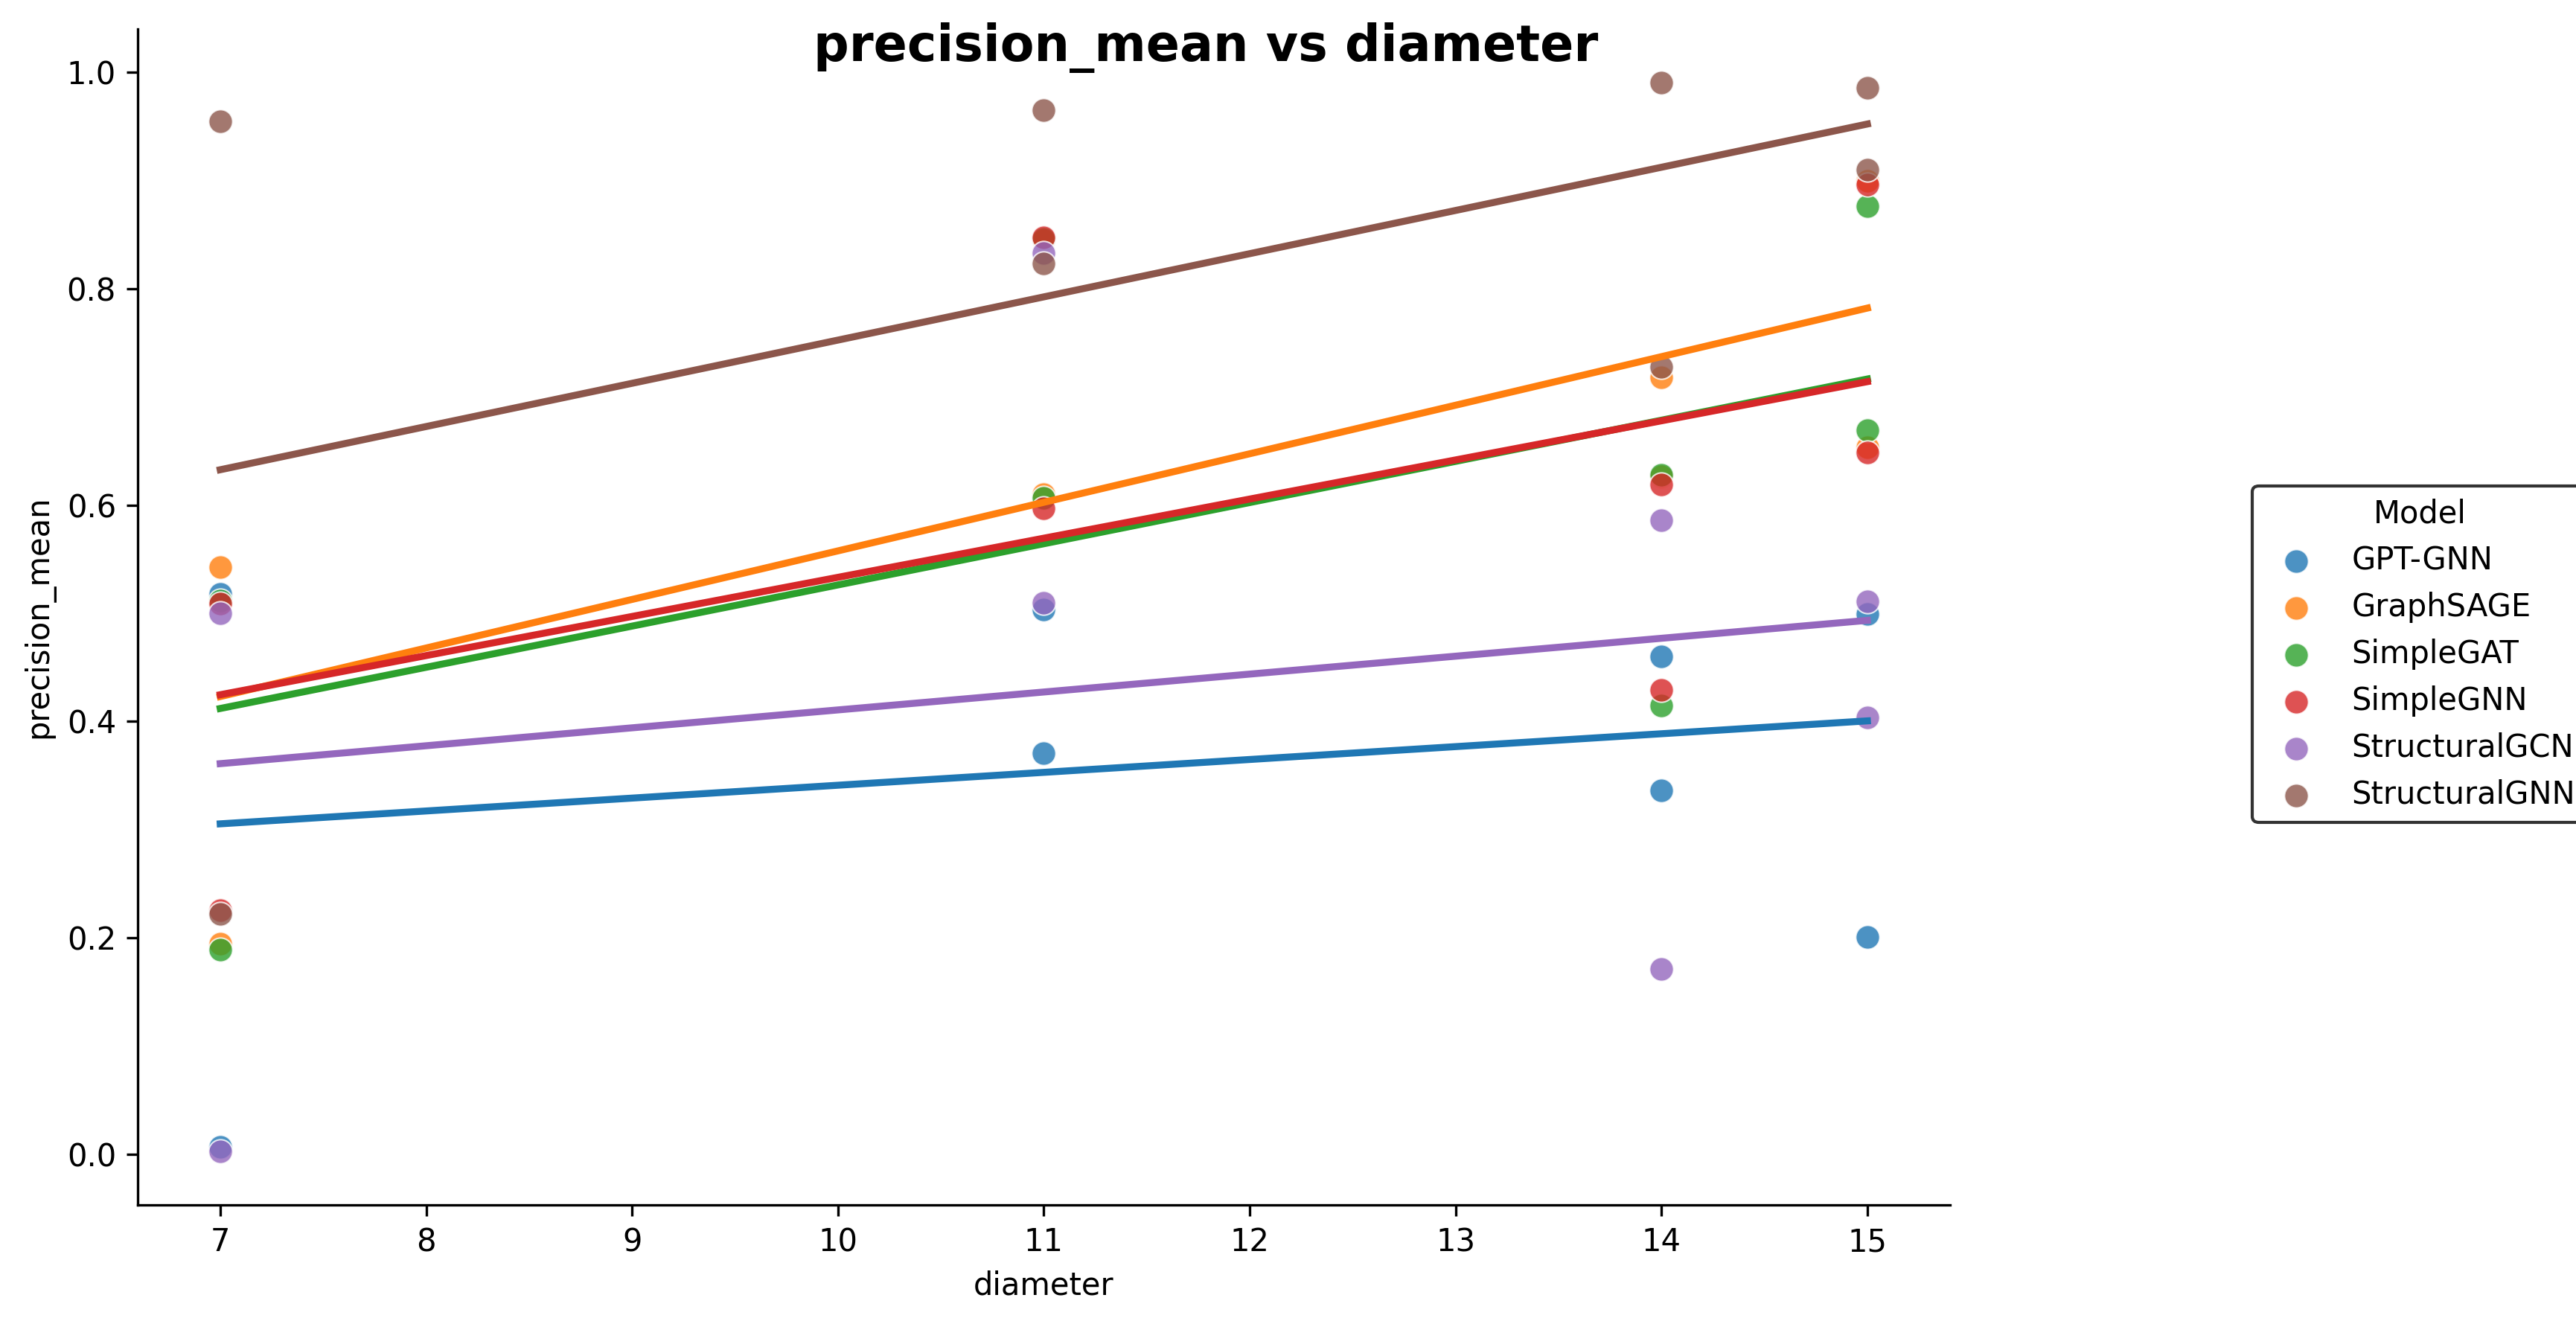 precision_mean vs diameter
1.0
0.8
0.6
0.4
0.2
0.0
precision_mean
7 8 9 10 11 12 13 14 15
diameter
Model
GPT-GNN
GraphSAGE
SimpleGAT
SimpleGNN
StructuralGCN
StructuralGNN